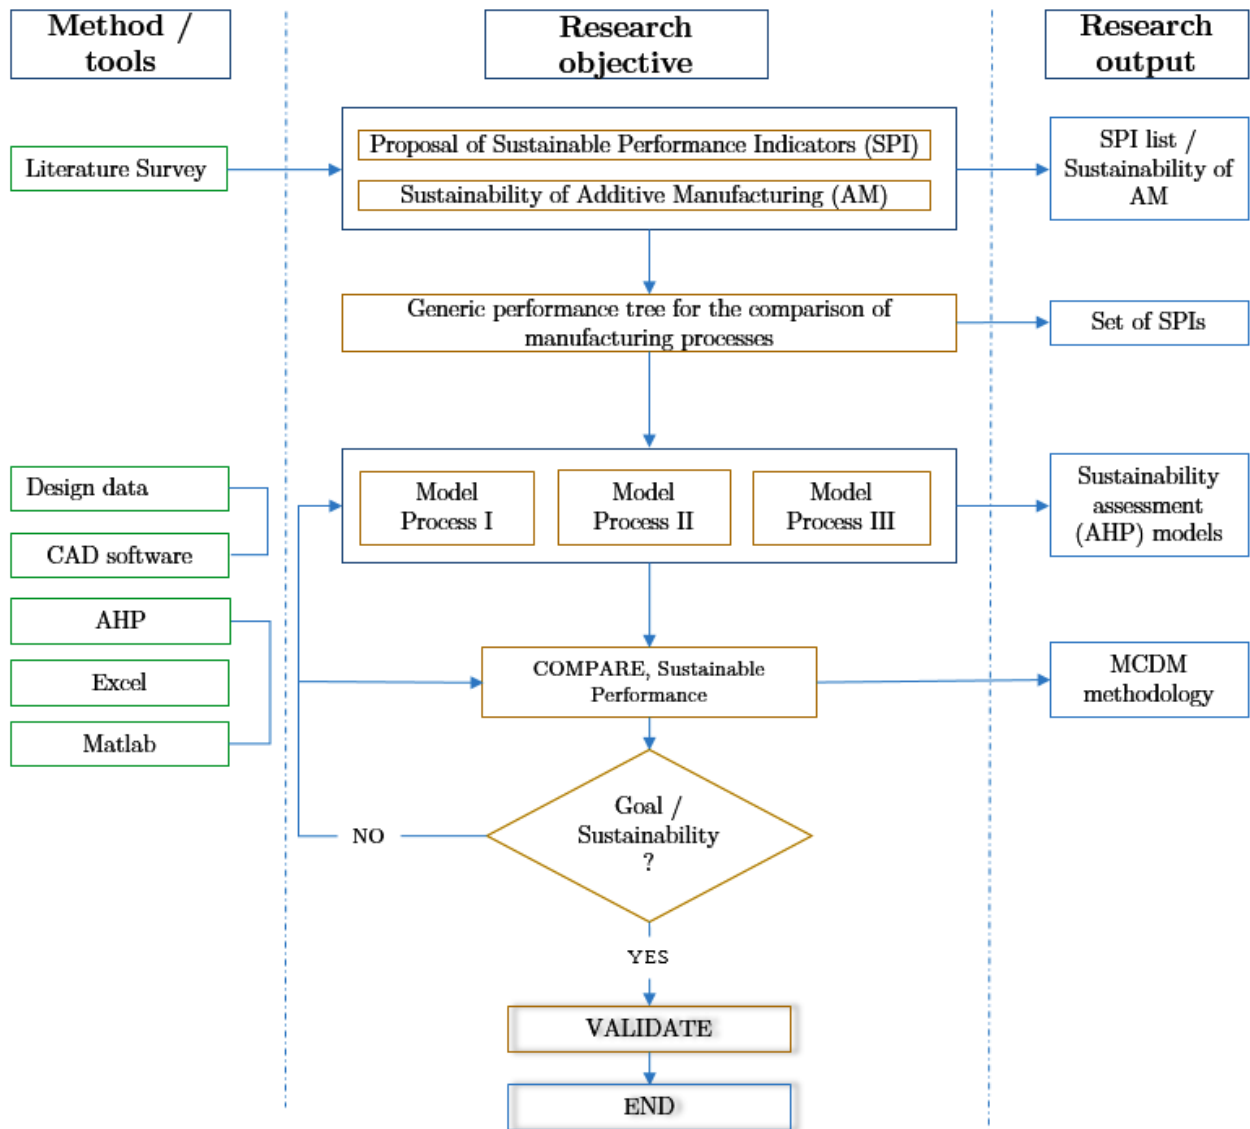 Method /
tools
Research
objective
Research
output
Literature Survey
Proposal of Sustainable Performance Indicators (SPI)
Sustainability of Additive Manufacturing (AM)
SPI list /
Sustainability of
AM
Generic performance tree for the comparison of
manufacturing processes
Set of SPIs
Design data
CAD software
Model
Process I
Model
Process II
Model
Process III
Sustainability
assessment
(AHP) models
AHP
Excel
Matlab
COMPARE, Sustainable
Performance
MCDM
methodology
Goal /
Sustainability
?
NO
YES
VALIDATE
END